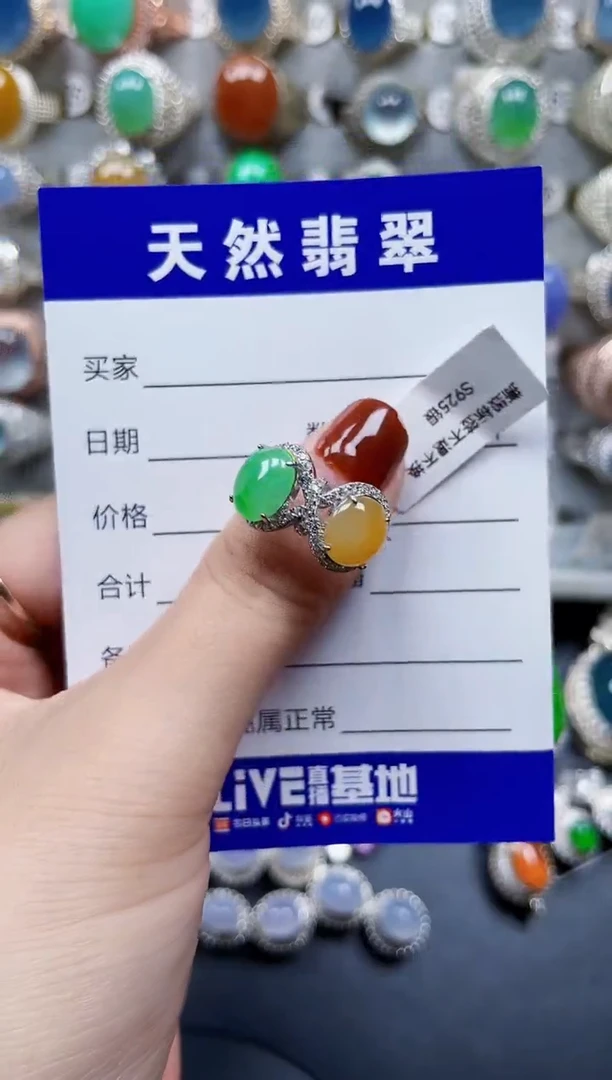 天然翡翠
买家
日期
价格
合计
属正常
LiVE直播基地
S925银